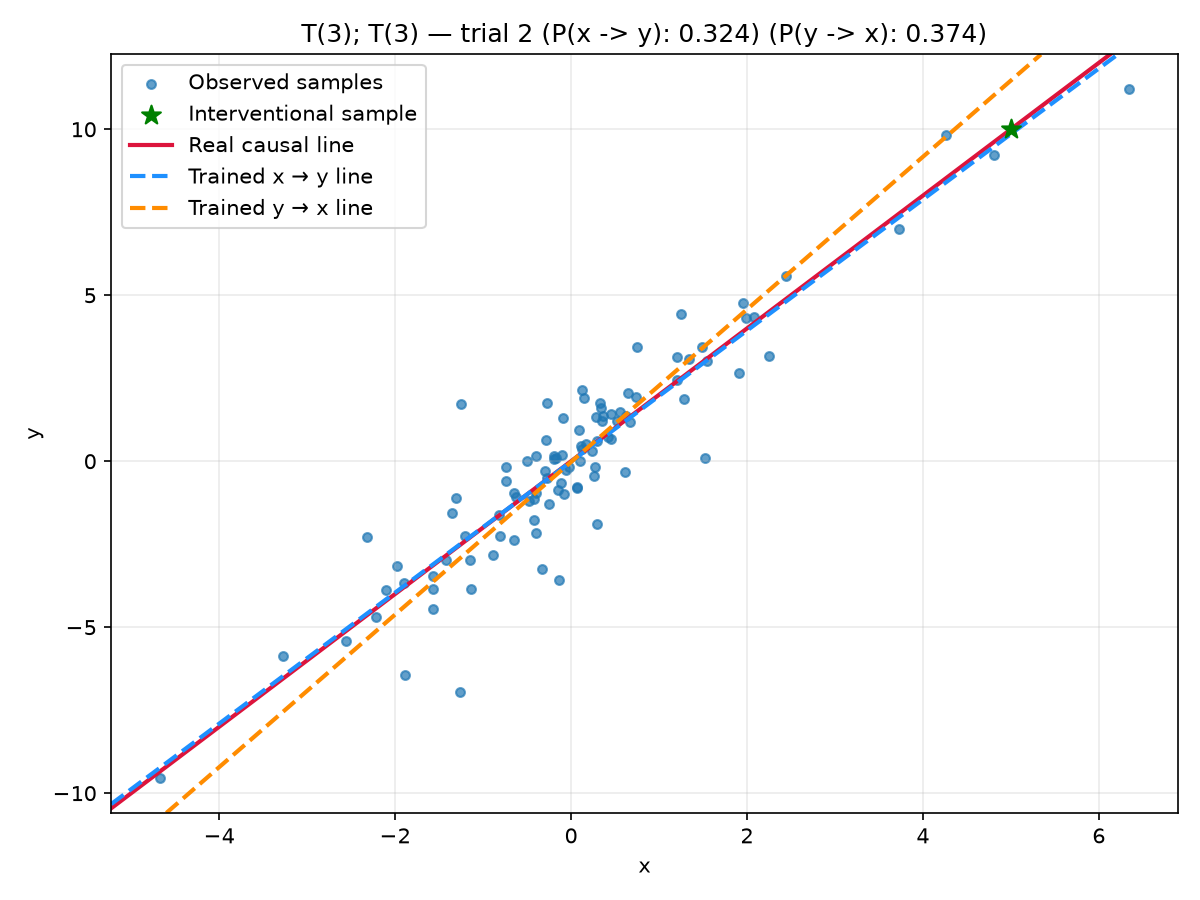 T(3); T(3) — trial 2 (P(x -> y): 0.324) (P(y -> x): 0.374)
Observed samples
Interventional sample
Real causal line
Trained x → y line
Trained y → x line
10
5
0
−5
−10
y
−4
−2
0
2
4
6
x